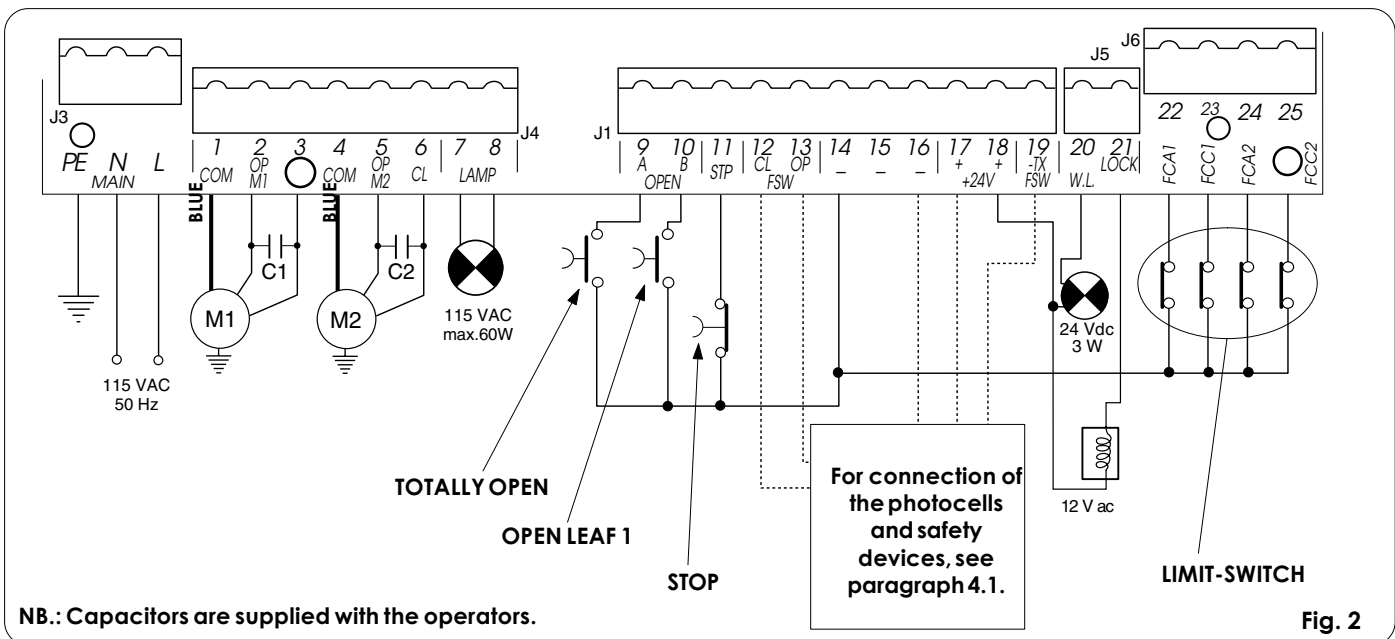 J3
J4
J1
J5
J6
PE N L
MAIN
1 2 3 4 5 6 7 8
COM OP M1 COM OP M2 CL LAMP
9 10 11 12 13 14 15 16 17 18 19 20 21
A B STP CL OP – – – + + -TX W.L. LOCK
OPEN FSW +24V FSW
22 23 24 25
FCA1 FCC1 FCA2 FCC2
BLUE
BLUE
C1
C2
M1
M2
115 VAC
50 Hz
115 VAC
max.60W
24 Vdc
3 W
12 V ac
TOTALLY OPEN
OPEN LEAF 1
STOP
For connection of
the photocells
and safety
devices, see
paragraph 4.1.
LIMIT-SWITCH
NB.: Capacitors are supplied with the operators.
Fig. 2